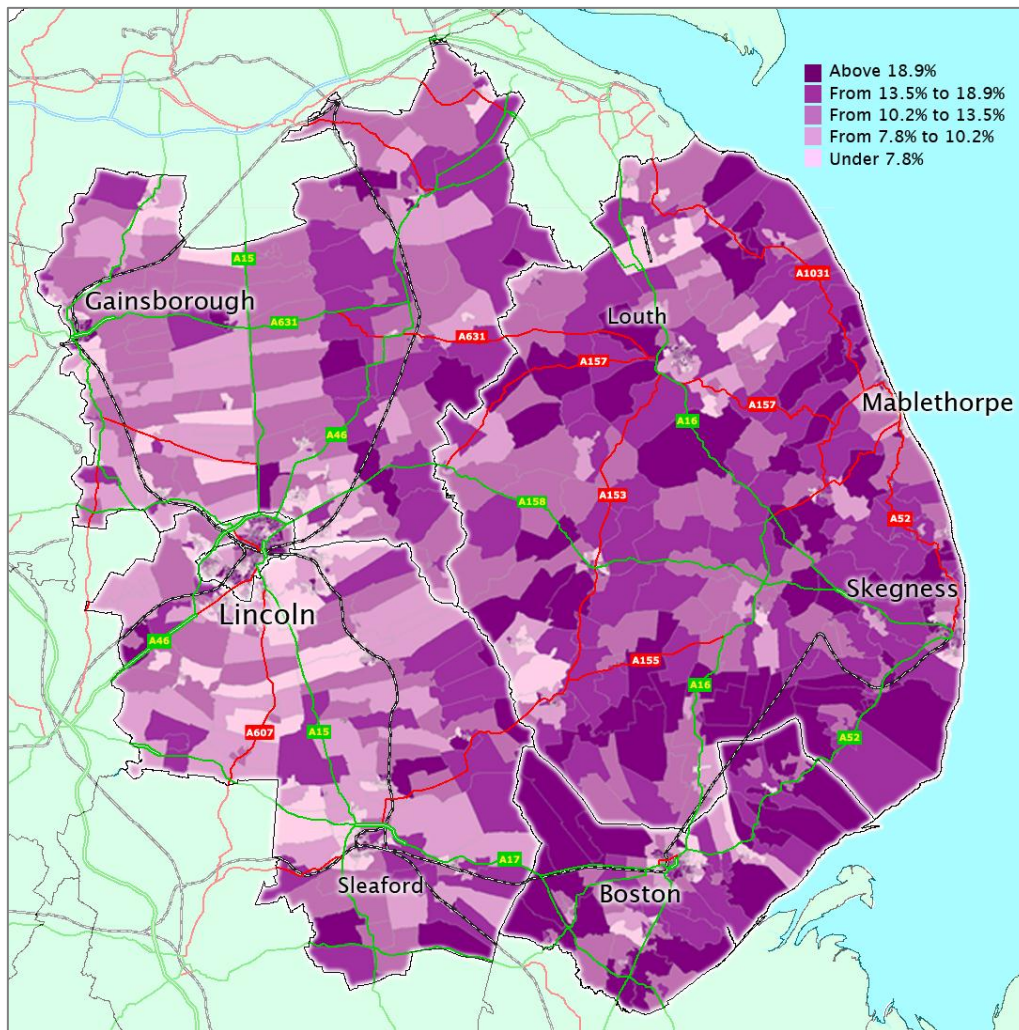 Above 18.9%
From 13.5% to 18.9%
From 10.2% to 13.5%
From 7.8% to 10.2%
Under 7.8%
A15
A1031
Gainsborough
A631
Louth
A631
A157
Mablethorpe
A157
A16
A46
A153
A158
A52
Skegness
Lincoln
A46
A155
A16
A607
A15
A52
A17
Sleaford
Boston